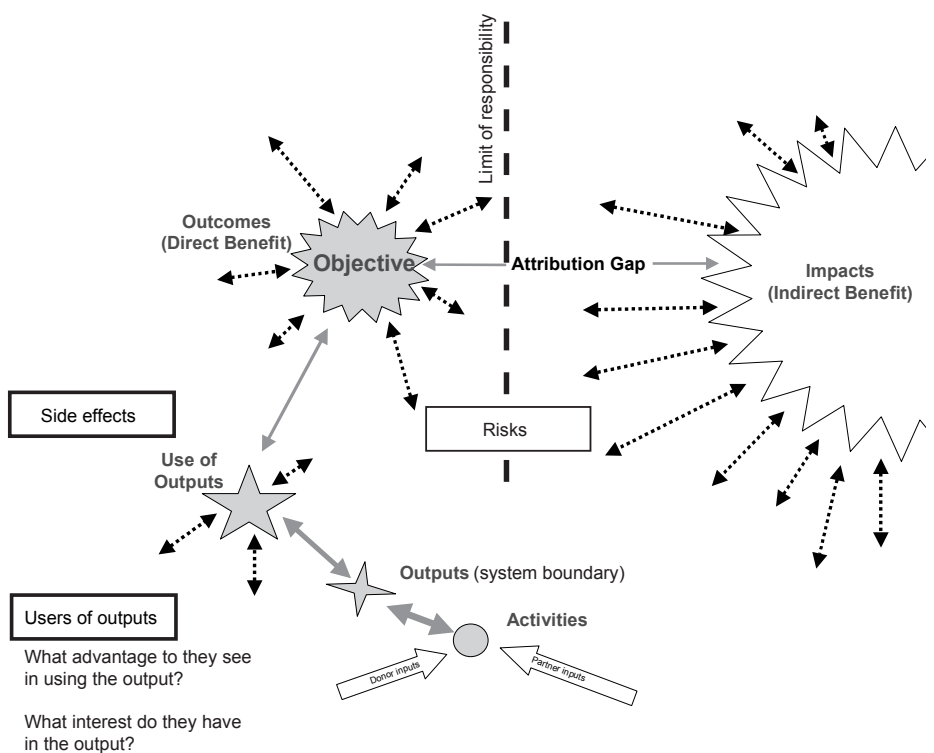 Limit of responsibility
Outcomes
(Direct Benefit)
Objective
Attribution Gap
Impacts
(Indirect Benefit)
Side effects
Risks
Use of
Outputs
Outputs (system boundary)
Activities
Users of outputs
Donor inputs
Partner inputs
What advantage to they see
in using the output?
What interest do they have
in the output?